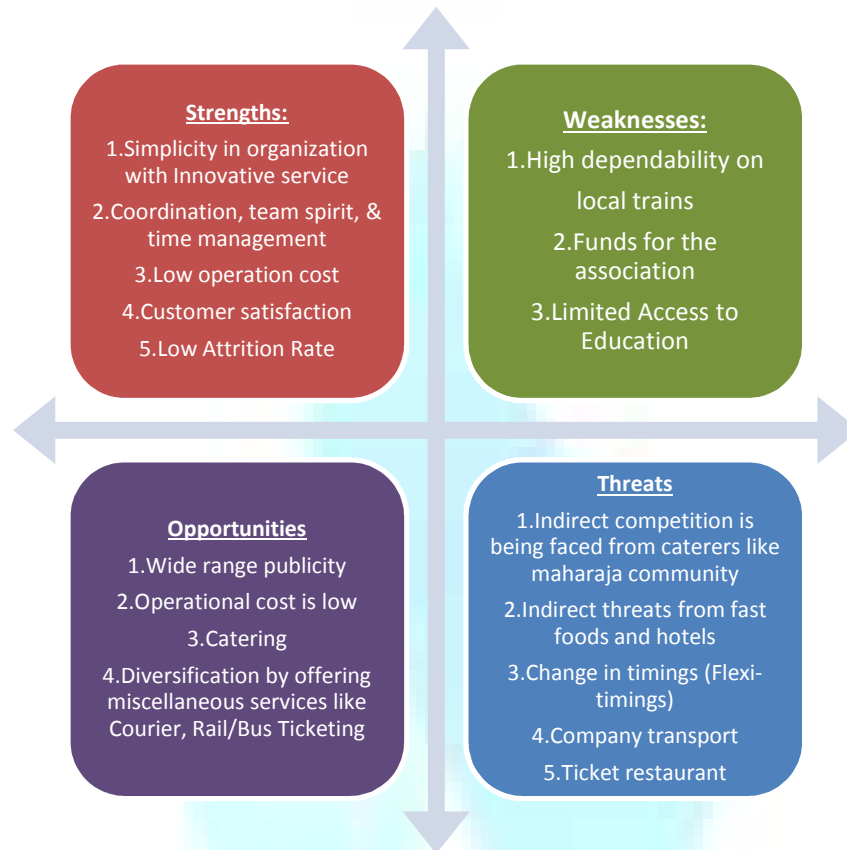 Strengths:
1.Simplicity in organization
with Innovative service
2.Coordination, team spirit, &
time management
3.Low operation cost
4.Customer satisfaction
5.Low Attrition Rate
Weaknesses:
1.High dependability on
local trains
2.Funds for the
association
3.Limited Access to
Education
Opportunities
1.Wide range publicity
2.Operational cost is low
3.Catering
4.Diversification by offering
miscellaneous services like
Courier, Rail/Bus Ticketing
Threats
1.Indirect competition is
being faced from caterers like
maharaja community
2.Indirect threats from fast
foods and hotels
3.Change in timings (Flexi-
timings)
4.Company transport
5.Ticket restaurant